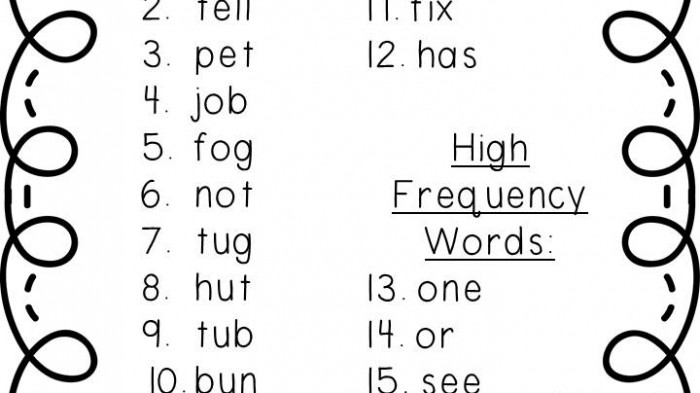 2. fell
3. pet
4. job
5. fog
6. not
7. tug
8. hut
9. tub
10. bun
11. fix
12. has
High
Frequency
Words:
13. one
14. or
15. see